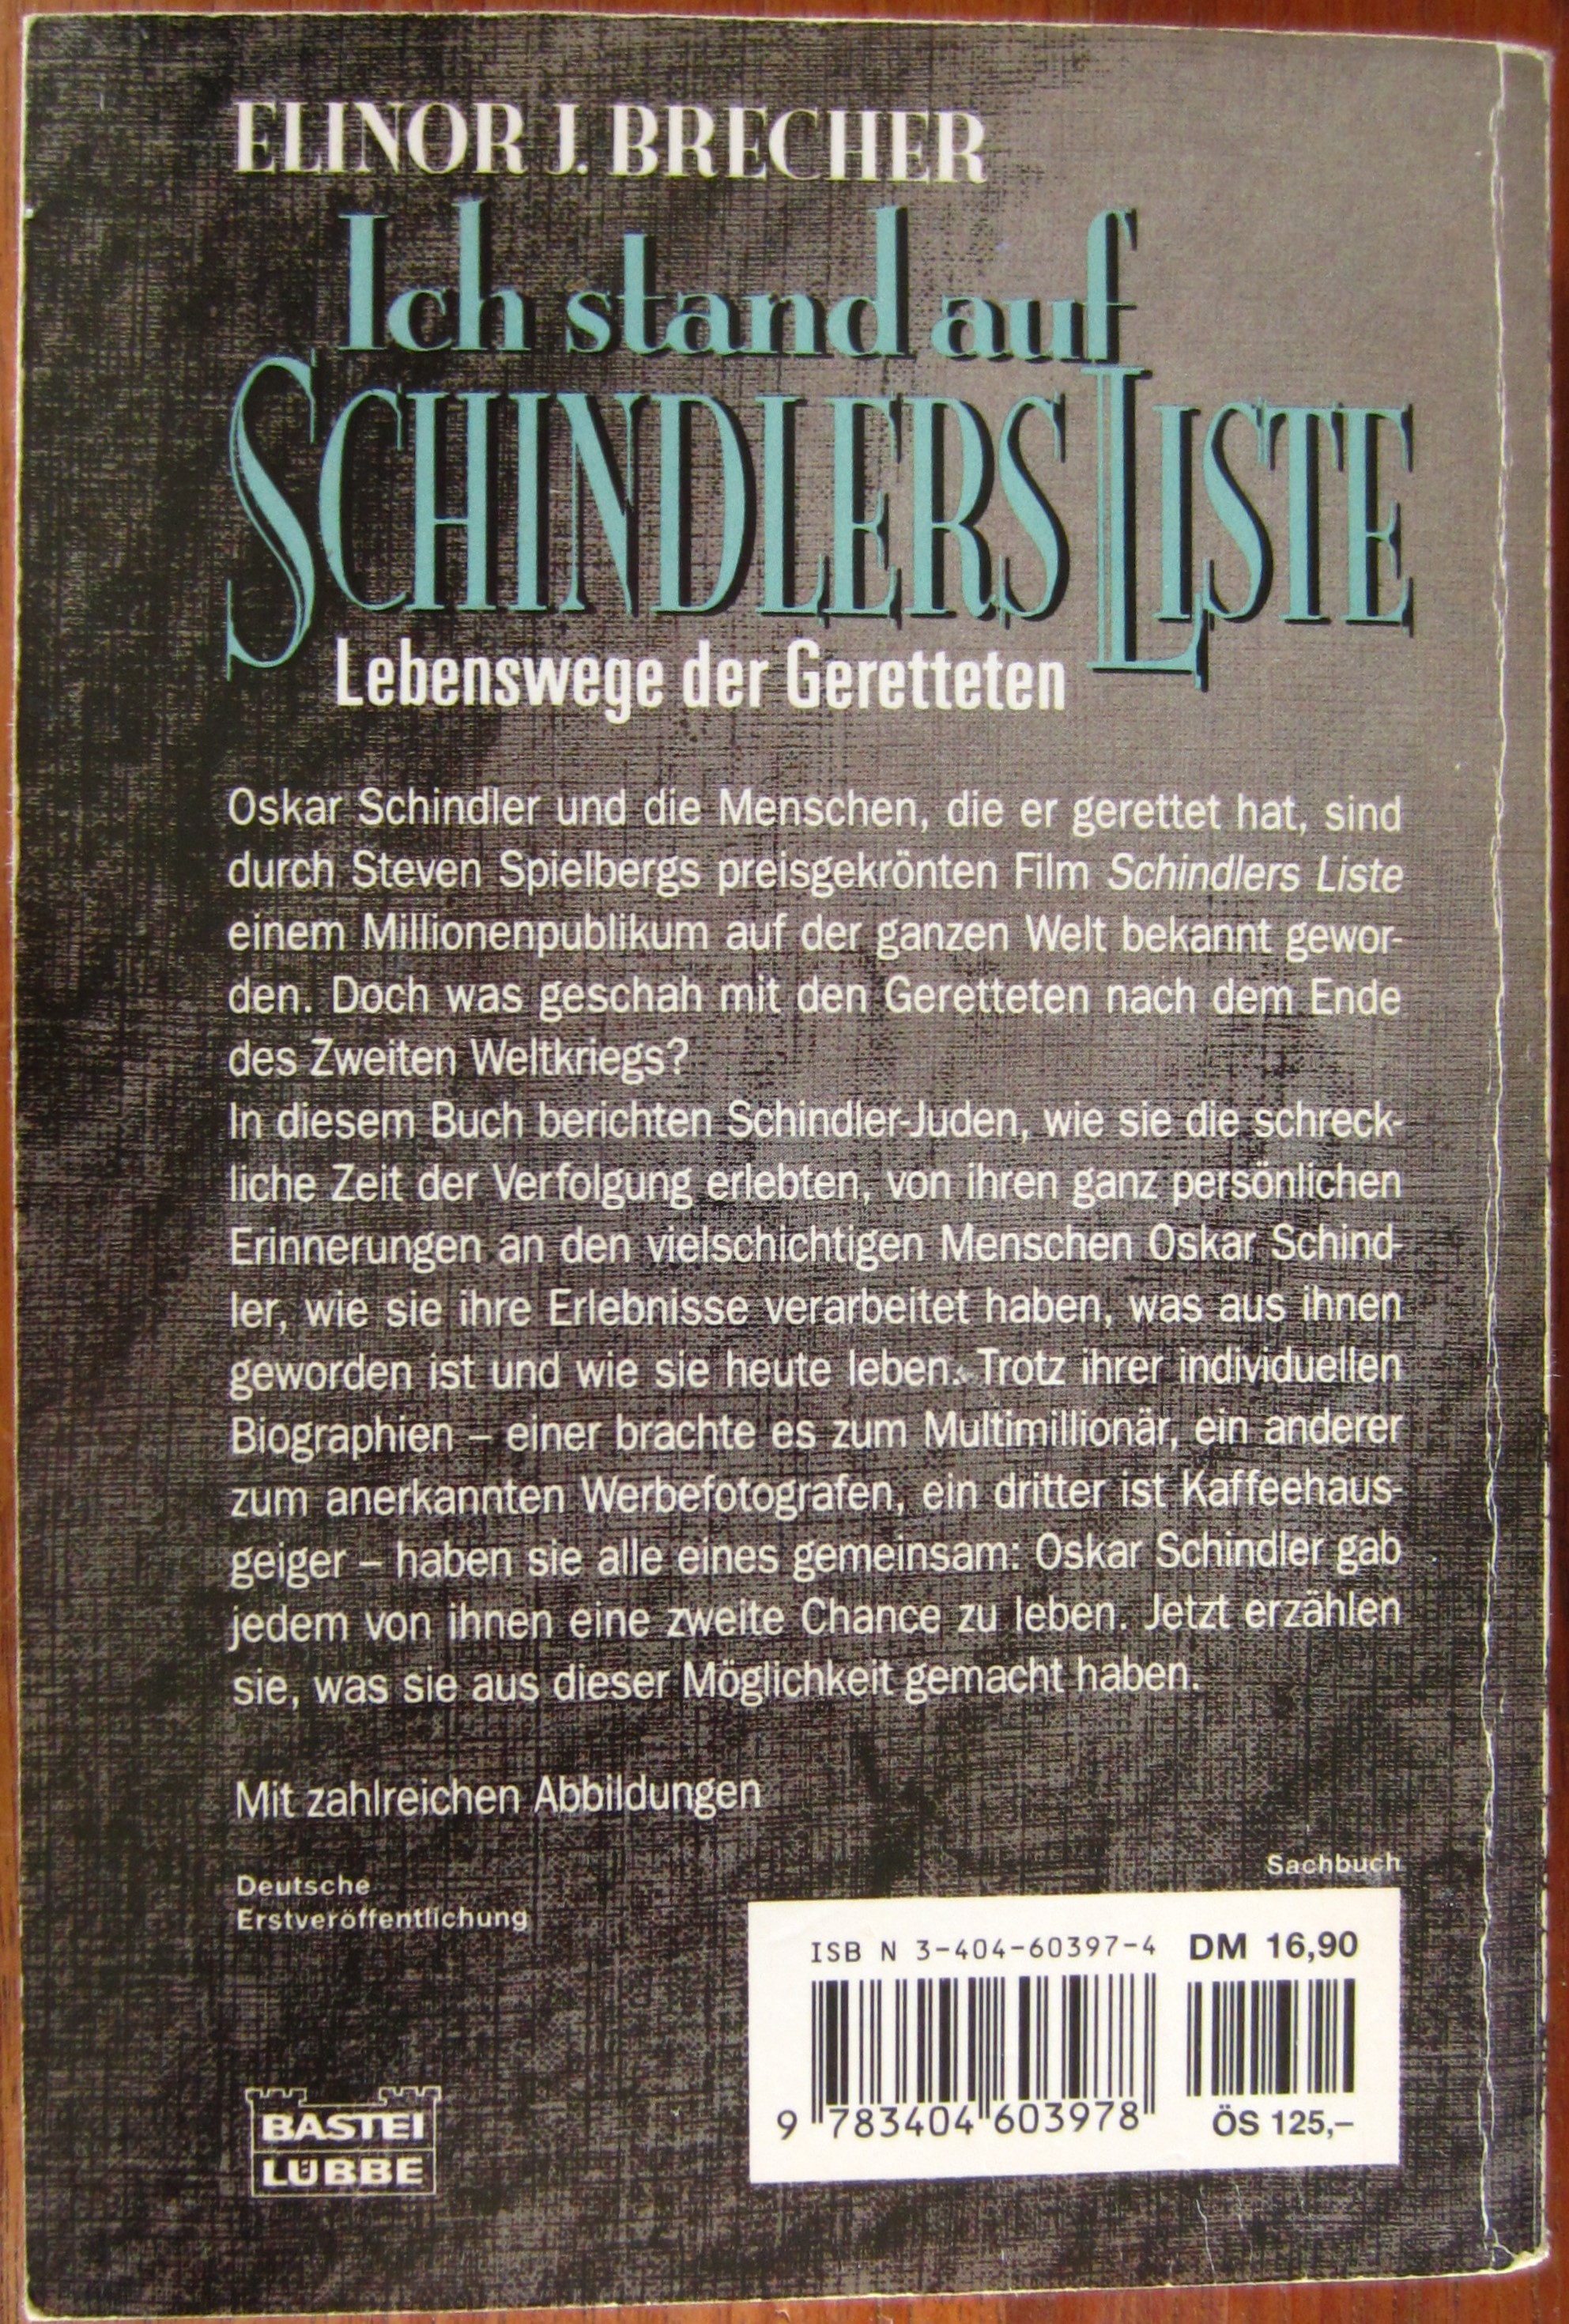 ELINOR J. BRECHER
Ich stand auf
SCHINDLERS LISTE
Lebenswege der Geretteten
Oskar Schindler und die Menschen, die er gerettet hat, sind
durch Steven Spielbergs preisgekrönten Film Schindlers Liste
einem Millionenpublikum auf der ganzen Welt bekannt gewor-
den. Doch was geschah mit den Geretteten nach dem Ende
des Zweiten Weltkriegs?
In diesem Buch berichten Schindler-Juden, wie sie die schreck-
liche Zeit der Verfolgung erlebten, von ihren ganz persönlichen
Erinnerungen an den vielschichtigen Menschen Oskar Schind-
ler, wie sie ihre Erlebnisse verarbeitet haben, was aus ihnen
geworden ist und wie sie heute leben. Trotz ihrer individuellen
Biographien – einer brachte es zum Multimillionär, ein anderer
zum anerkannten Werbefotografen, ein dritter ist Kaffeehaus-
geiger – haben sie alle eines gemeinsam: Oskar Schindler gab
jedem von ihnen eine zweite Chance zu leben. Jetzt erzählen
sie, was sie aus dieser Möglichkeit gemacht haben.
Mit zahlreichen Abbildungen
Deutsche
Erstveröffentlichung
Sachbuch
ISB N 3-404-60397-4 DM 16,90
9 783404 603978 ÖS 125,–
BASTEI
LÜBBE